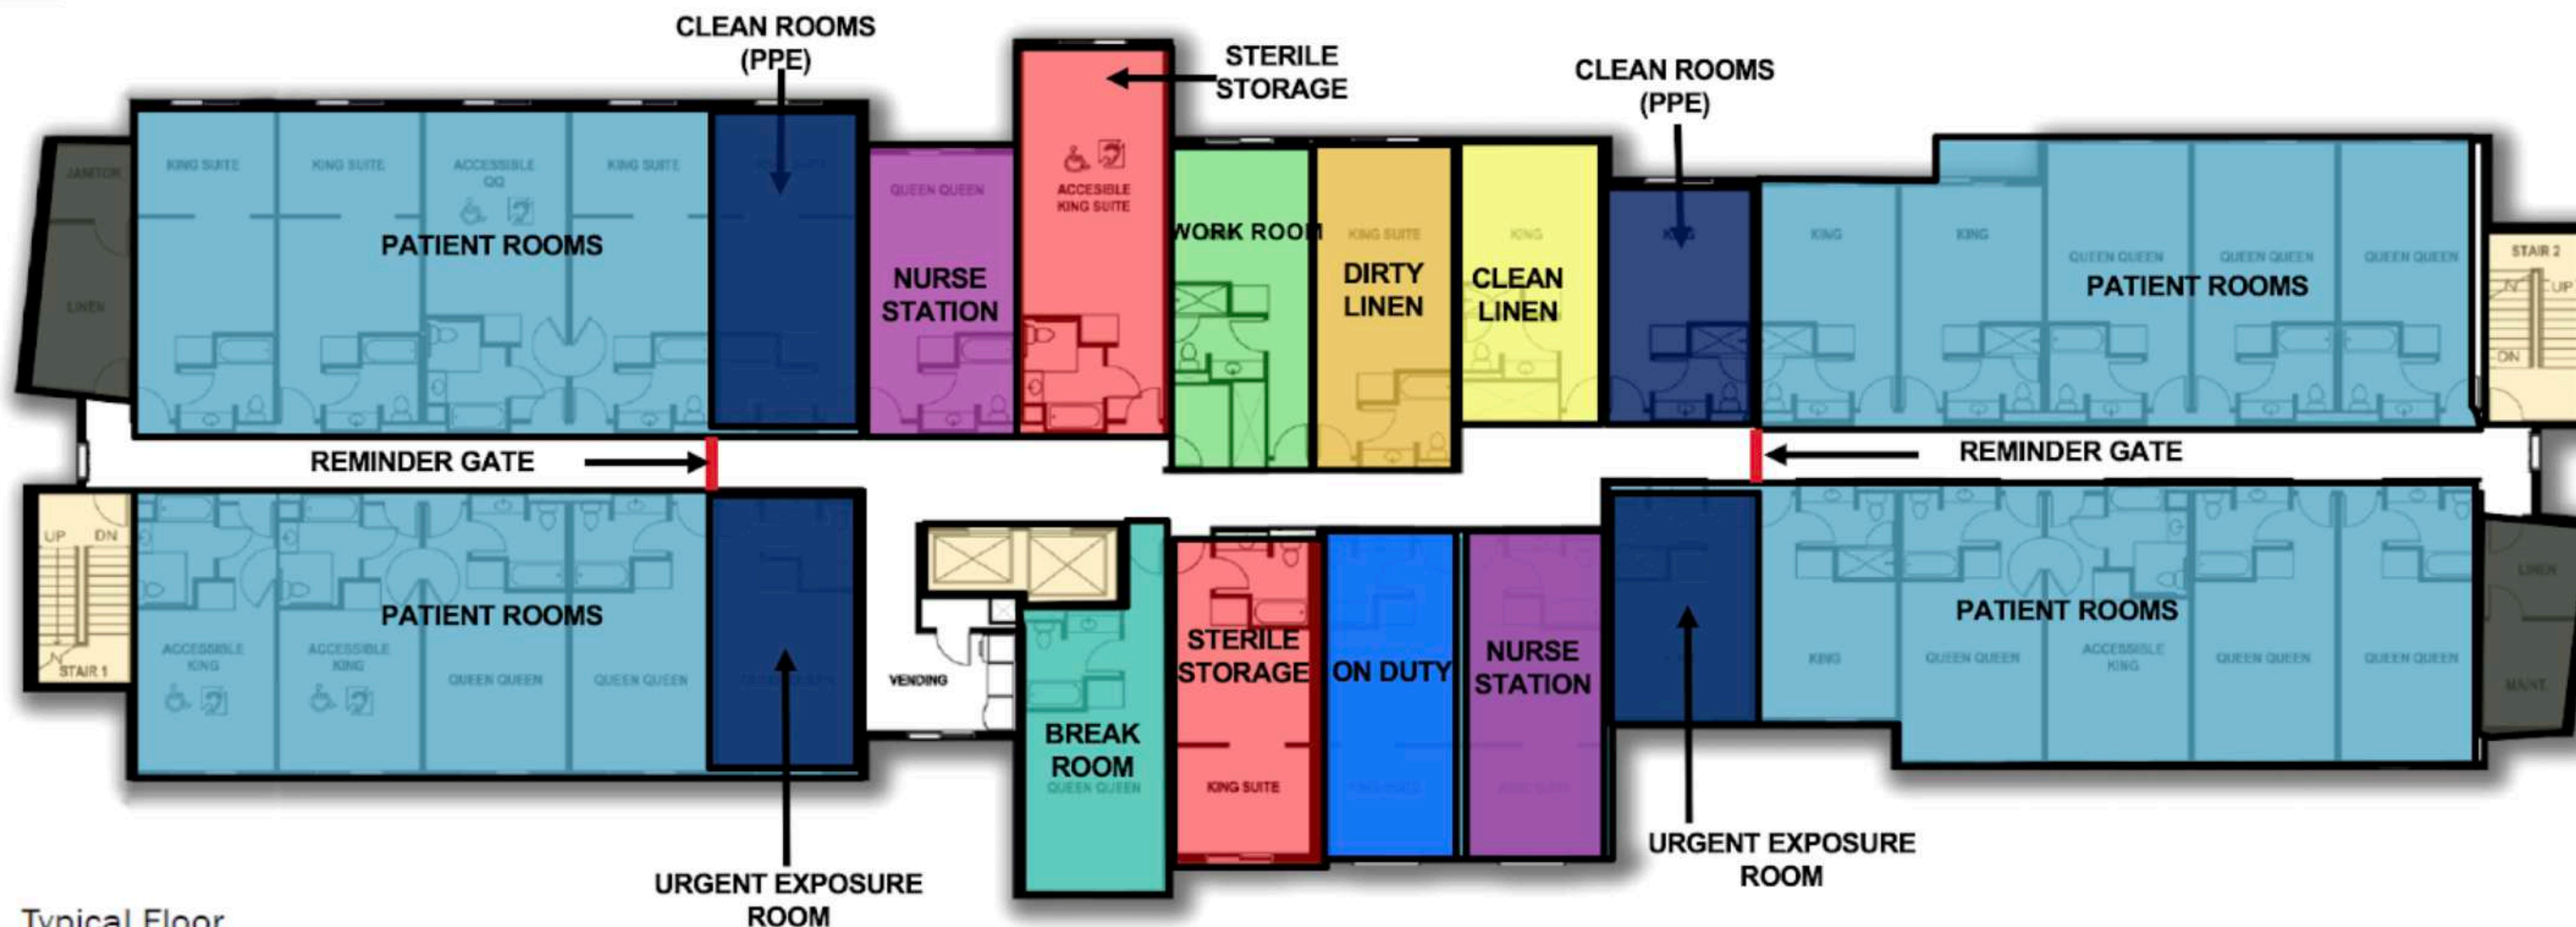 CLEAN ROOMS
(PPE)
STERILE
STORAGE
CLEAN ROOMS
(PPE)
JANITOR
LINEN
KING SUITE
KING SUITE
ACCESSIBLE
QQ
KING SUITE
PATIENT ROOMS
QUEEN QUEEN
NURSE
STATION
ACCESIBLE
KING SUITE
WORK ROOM
KING SUITE
DIRTY
LINEN
KING
CLEAN
LINEN
KING
KING
KING
QUEEN QUEEN
QUEEN QUEEN
QUEEN QUEEN
PATIENT ROOMS
STAIR 2
UP
DN
REMINDER GATE
REMINDER GATE
UP DN
STAIR 1
PATIENT ROOMS
ACCESSIBLE
KING
ACCESSIBLE
KING
QUEEN QUEEN
QUEEN QUEEN
VENDING
BREAK
ROOM
QUEEN QUEEN
STERILE
STORAGE
KING SUITE
ON DUTY
NURSE
STATION
PATIENT ROOMS
KING
QUEEN QUEEN
ACCESSIBLE
KING
QUEEN QUEEN
QUEEN QUEEN
LINEN
MAINT.
URGENT EXPOSURE
ROOM
URGENT EXPOSURE
ROOM
Typical Floor